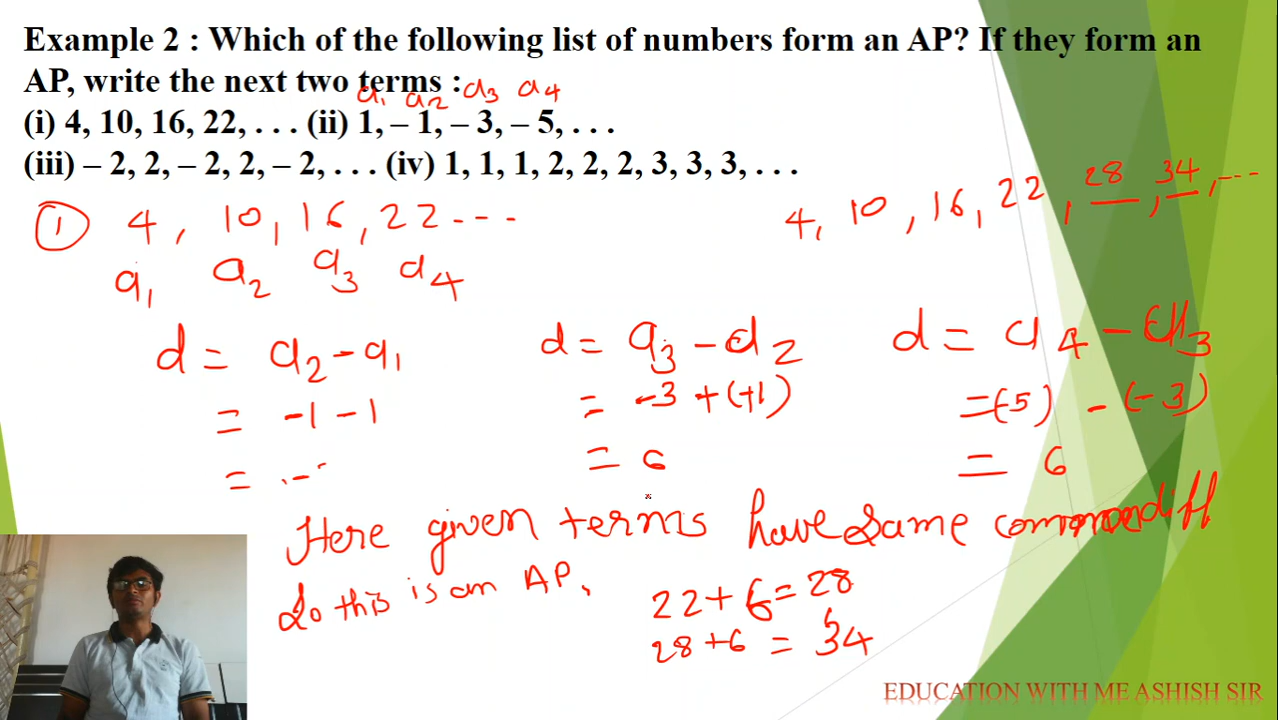 Example 2 : Which of the following list of numbers form an AP? If they form an
AP, write the next two terms :
a1 a2 a3 a4
(i) 4, 10, 16, 22, . . . (ii) 1, – 1, – 3, – 5, . . .
(iii) – 2, 2, – 2, 2, – 2, . . . (iv) 1, 1, 1, 2, 2, 2, 3, 3, 3, . . .
① 4, 10, 16, 22 ---
4, 10, 16, 22, 28, 34, ---
a1 a2 a3 a4
d = a2 - a1
d = a3 - a2
d = a4 - a3
= -1 - 1
= -3 + (+1)
= (-5) - (-3)
= --
= 6
= 6
Here given terms have same common diff
So this is an AP.
22 + 6 = 28
28 + 6 = 34
EDUCATION WITH ME ASHISH SIR